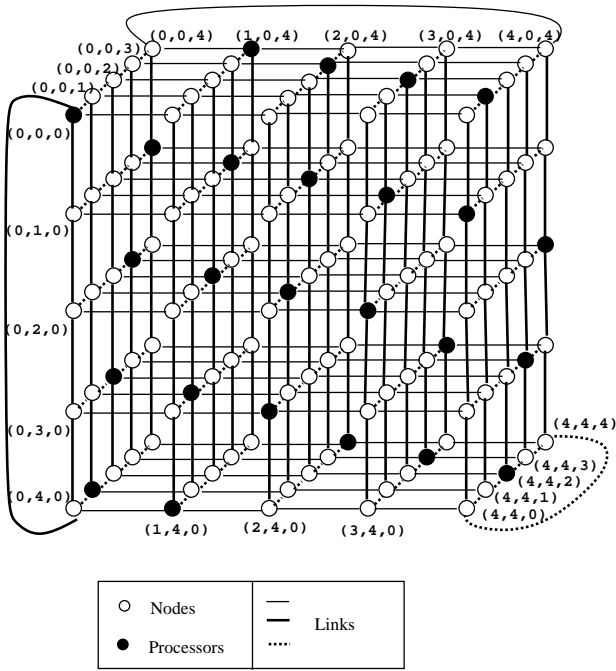 (0,0,4) (1,0,4) (2,0,4) (3,0,4) (4,0,4)
(0,0,3)
(0,0,2)
(0,0,1)
(0,0,0)
(0,1,0)
(0,2,0)
(0,3,0)
(0,4,0)
(1,4,0) (2,4,0) (3,4,0)
(4,4,4)
(4,4,3)
(4,4,2)
(4,4,1)
(4,4,0)
Nodes
Processors
Links